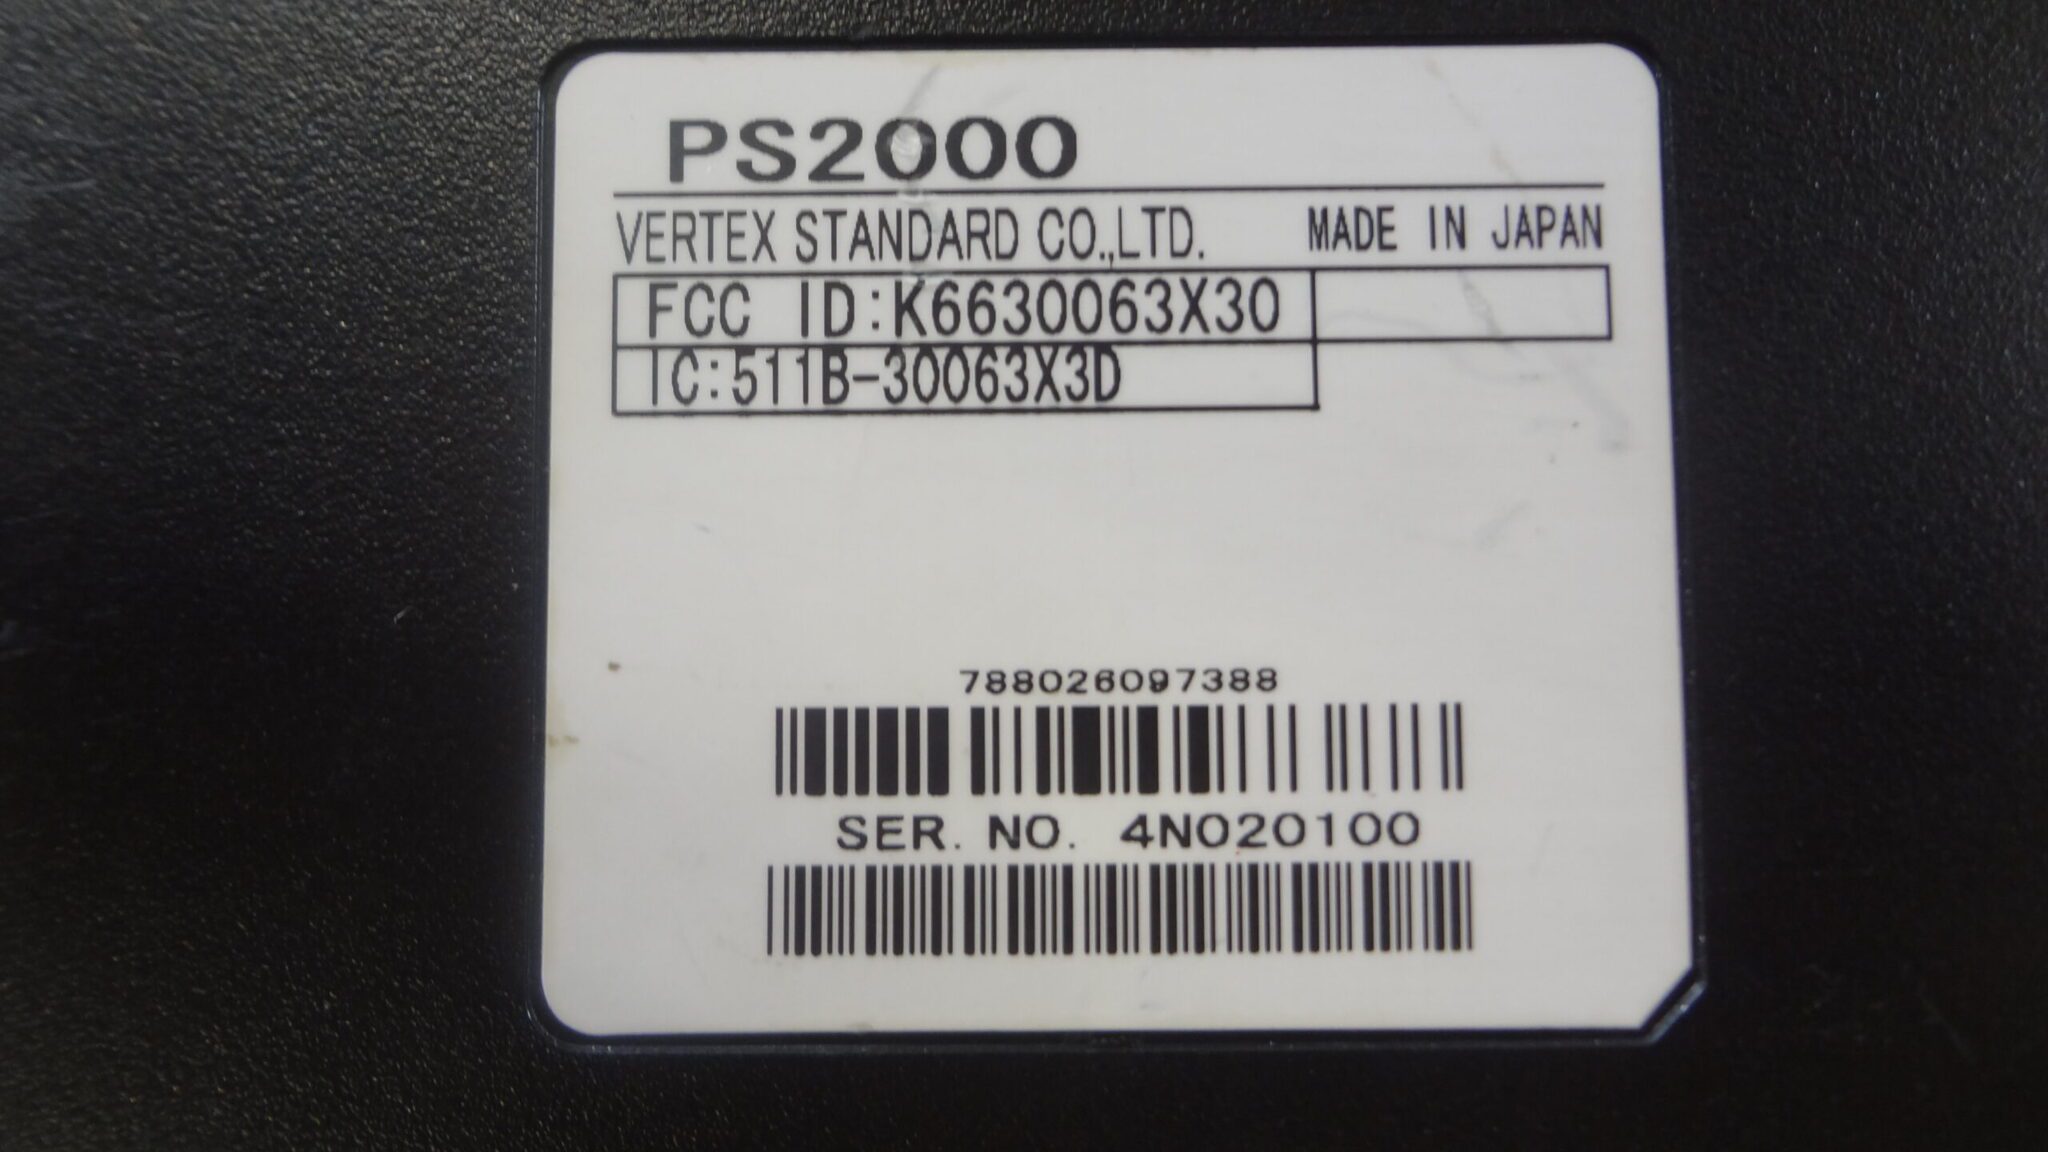 PS2000
VERTEX STANDARD CO.,LTD. MADE IN JAPAN
FCC ID:K6630063X30
IC:511B-30063X3D
788026097388
SER. NO. 4N020100